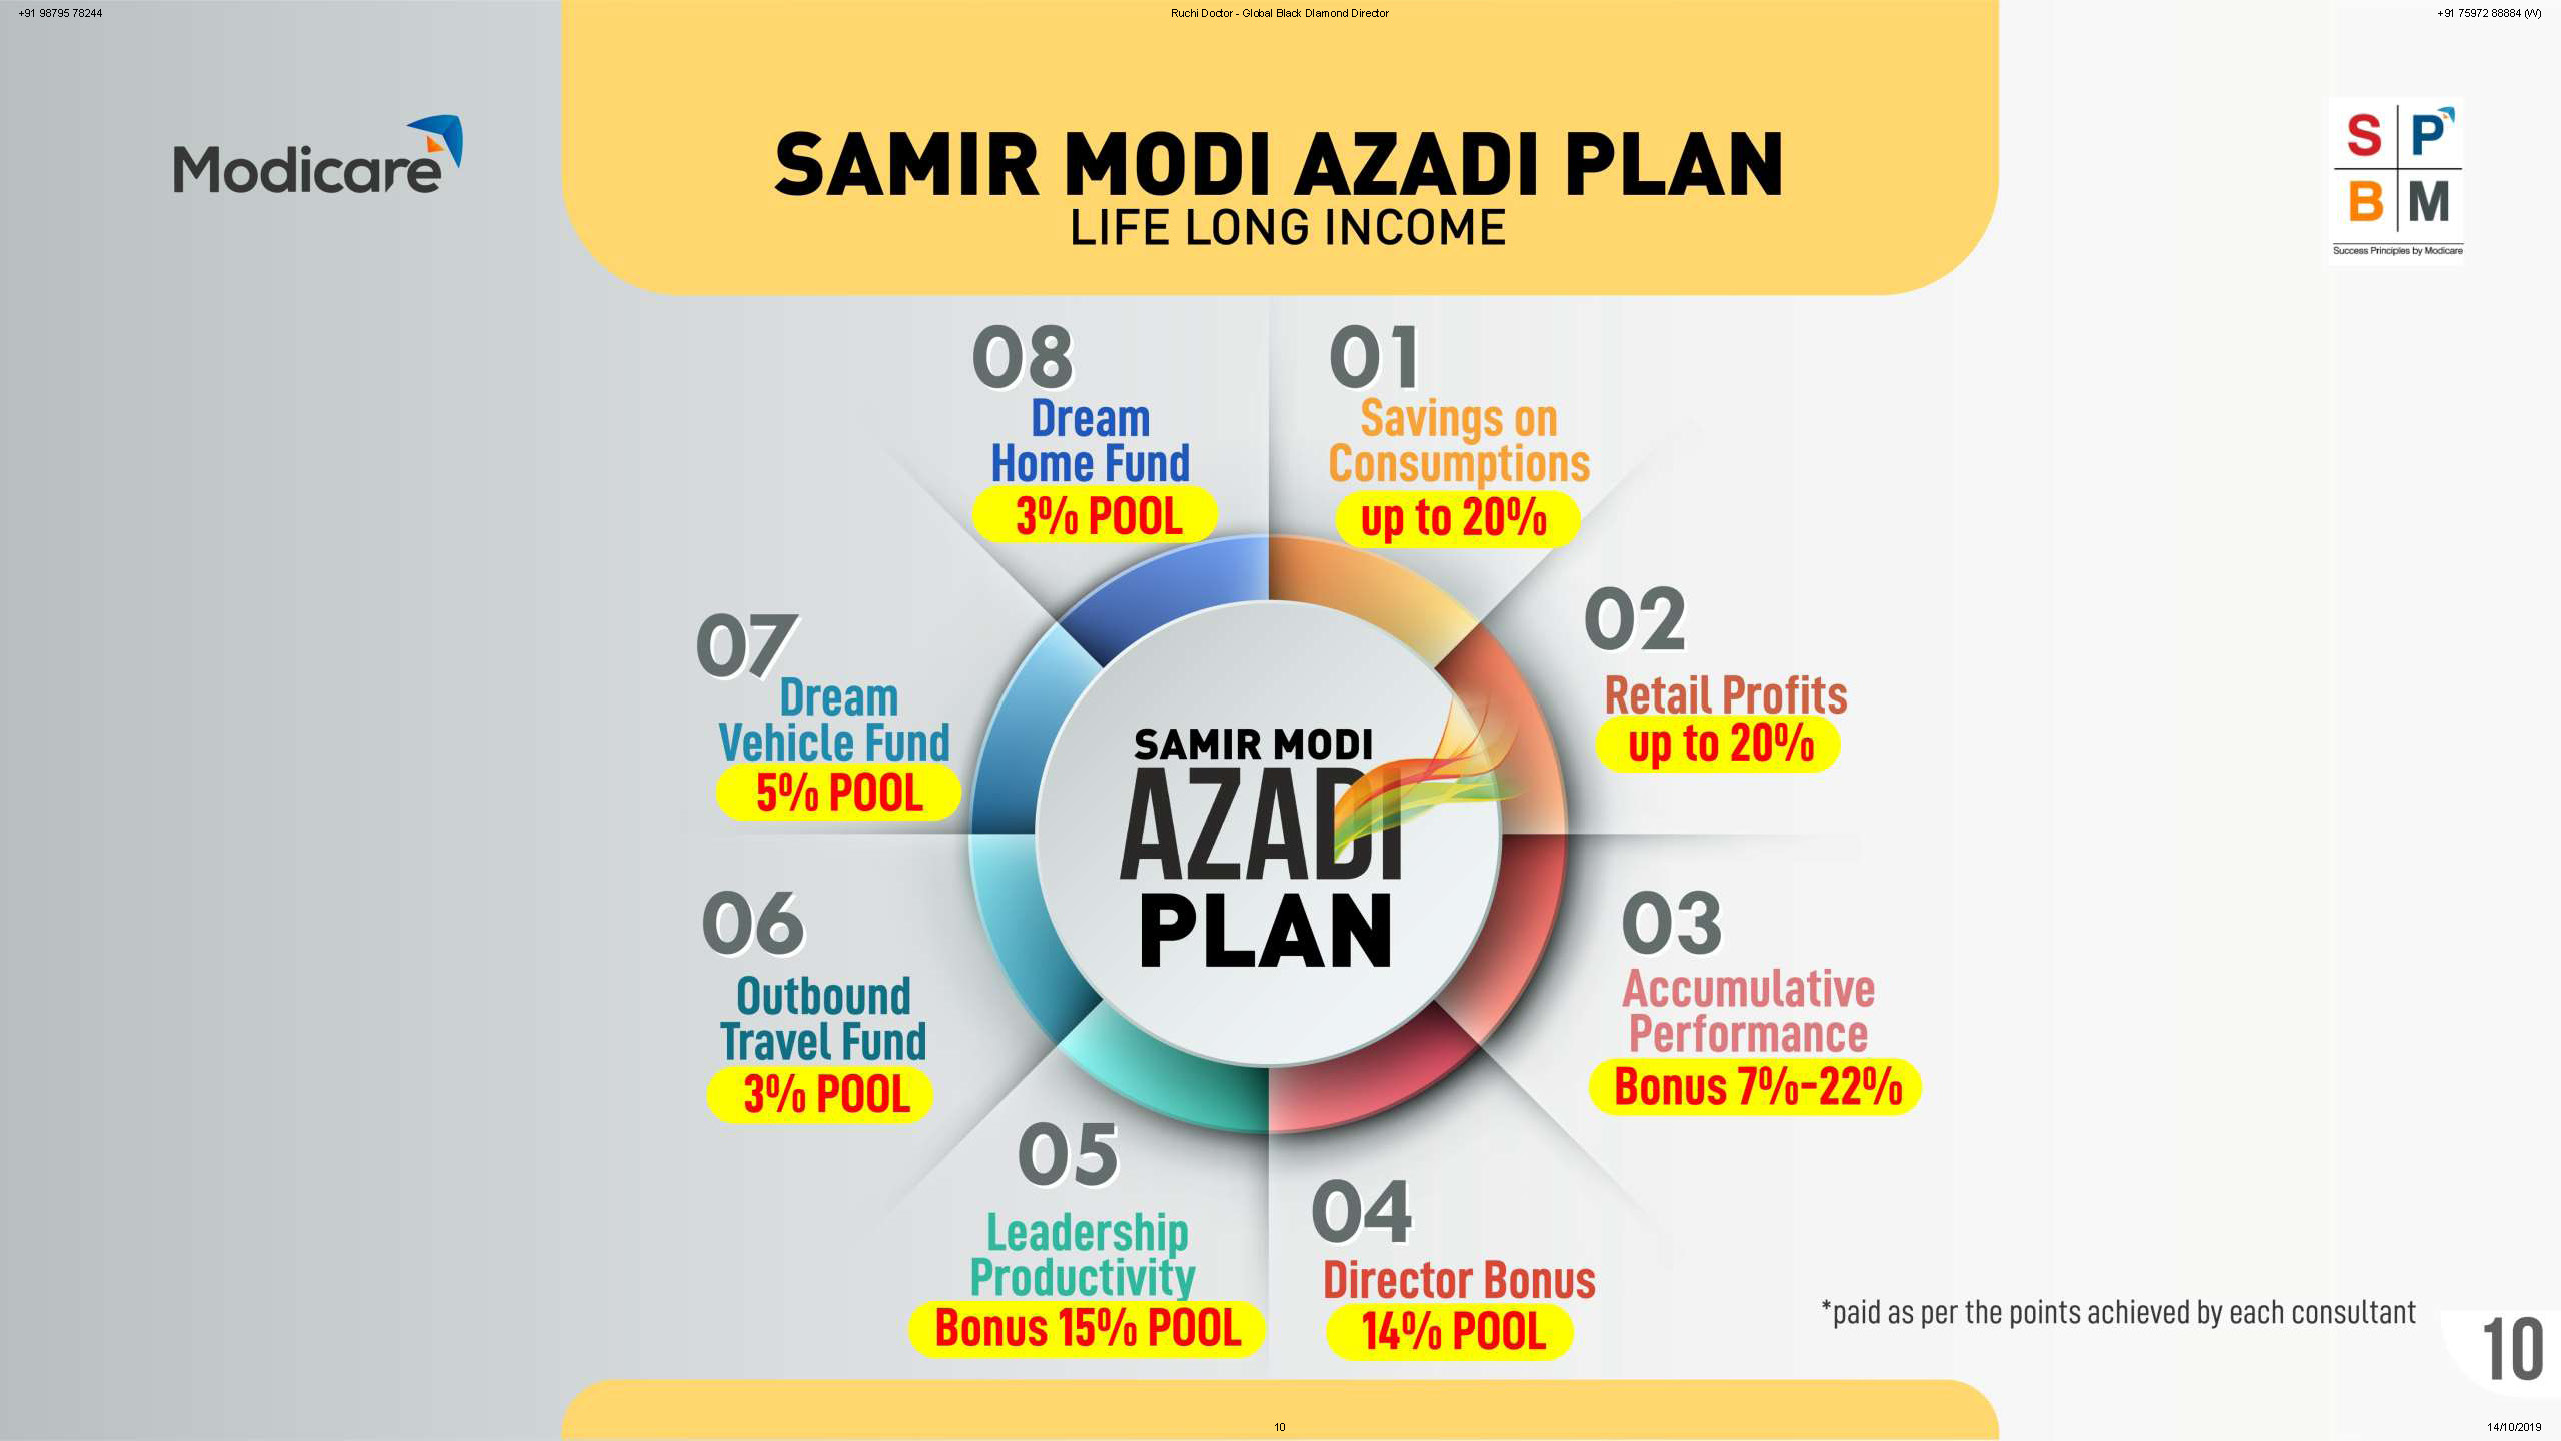 +91 98795 78244
Ruchi Doctor - Global Black DIamond Director
+91 75972 88884 (W)
Modicare
SAMIR MODI AZADI PLAN
LIFE LONG INCOME
S P
B M
Success Principles by Modicare
01
Savings on
Consumptions
up to 20%
02
Retail Profits
up to 20%
03
Accumulative
Performance
Bonus 7%-22%
04
Director Bonus
14% POOL
05
Leadership
Productivity
Bonus 15% POOL
06
Outbound
Travel Fund
3% POOL
07
Dream
Vehicle Fund
5% POOL
08
Dream
Home Fund
3% POOL
SAMIR MODI
AZADI
PLAN
*paid as per the points achieved by each consultant
10
10
14/10/2019